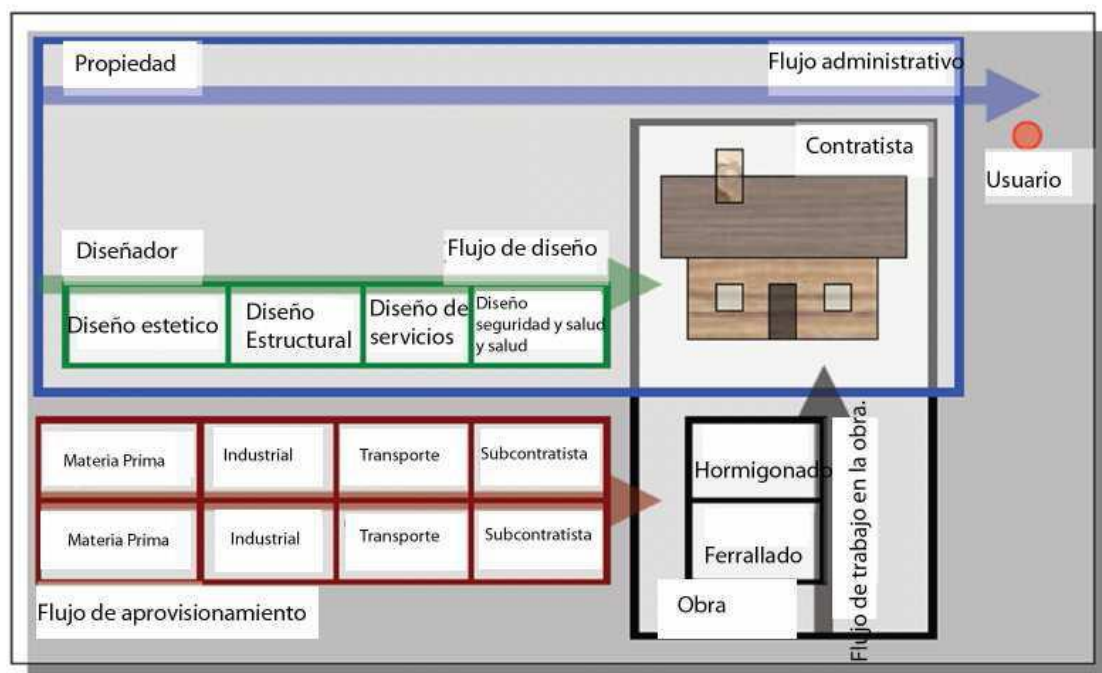 Propiedad
Flujo administrativo
Contratista
Usuario
Diseñador
Flujo de diseño
Diseño estetico
Diseño
Estructural
Diseño de
servicios
Diseño
seguridad y salud
y salud
Materia Prima
Industrial
Transporte
Subcontratista
Materia Prima
Industrial
Transporte
Subcontratista
Flujo de aprovisionamiento
Hormigonado
Ferrallado
Obra
Flujo de trabajo en la obra.